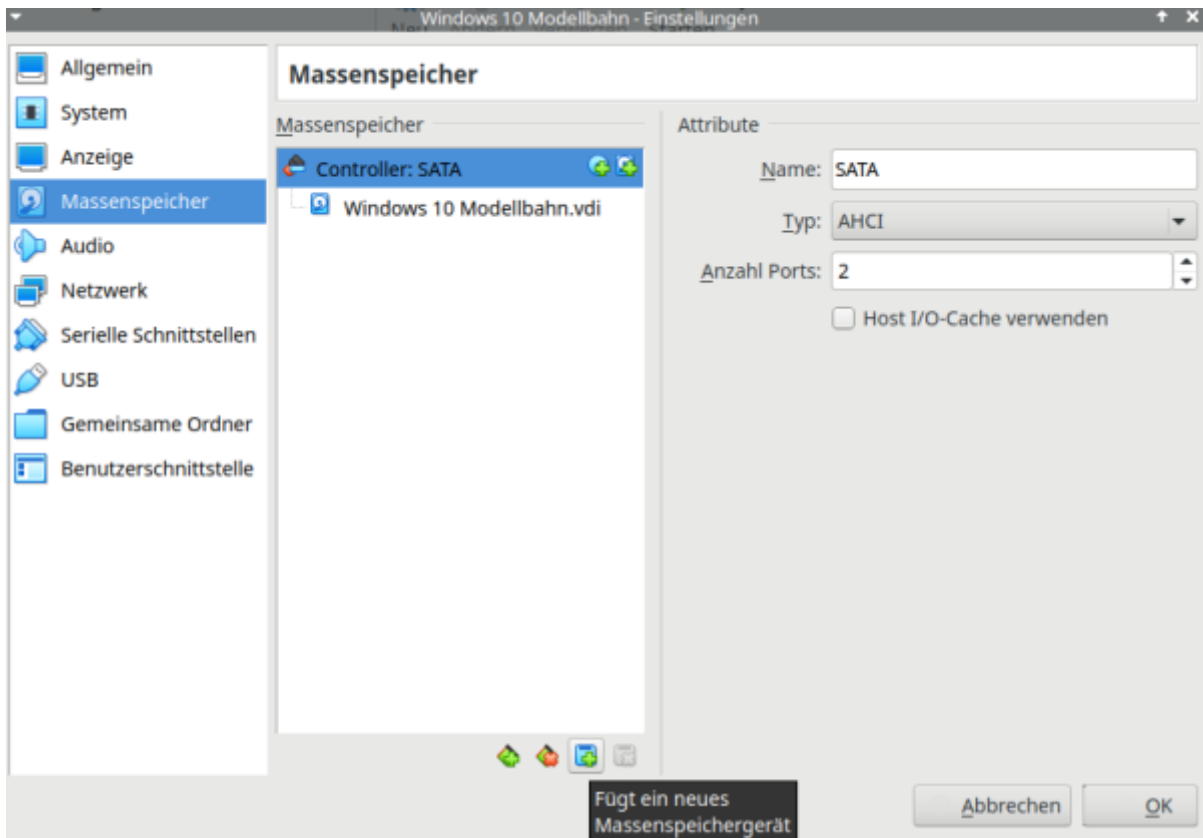 Windows 10 Modellbahn - Einstellungen
Allgemein
System
Anzeige
Massenspeicher
Audio
Netzwerk
Serielle Schnittstellen
USB
Gemeinsame Ordner
Benutzerschnittstelle
Massenspeicher
Massenspeicher
Controller: SATA
Windows 10 Modellbahn.vdi
Attribute
Name: SATA
Typ: AHCI
Anzahl Ports: 2
Host I/O-Cache verwenden
Fügt ein neues
Massenspeichergerät
Abbrechen
OK